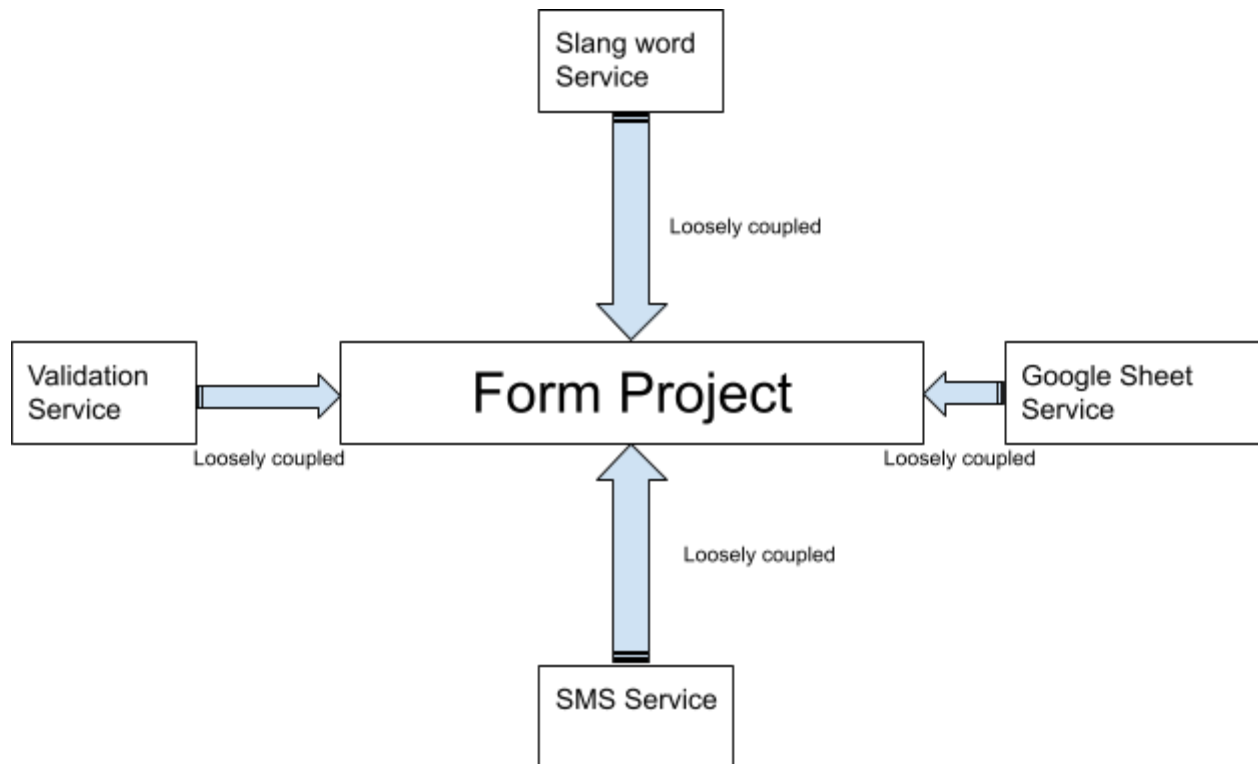 Slang word
Service
Loosely coupled
Validation
Service
Form Project
Google Sheet
Service
Loosely coupled
Loosely coupled
Loosely coupled
SMS Service